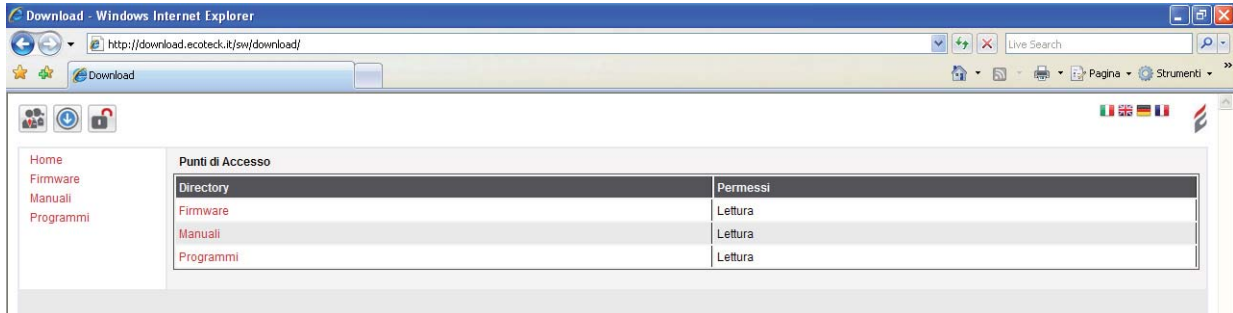 Download - Windows Internet Explorer
http://download.ecoteck.it/sw/download/
Live Search
Download
Pagina
Strumenti
Home
Firmware
Manuali
Programmi
Punti di Accesso
Directory Permessi
Firmware Lettura
Manuali Lettura
Programmi Lettura